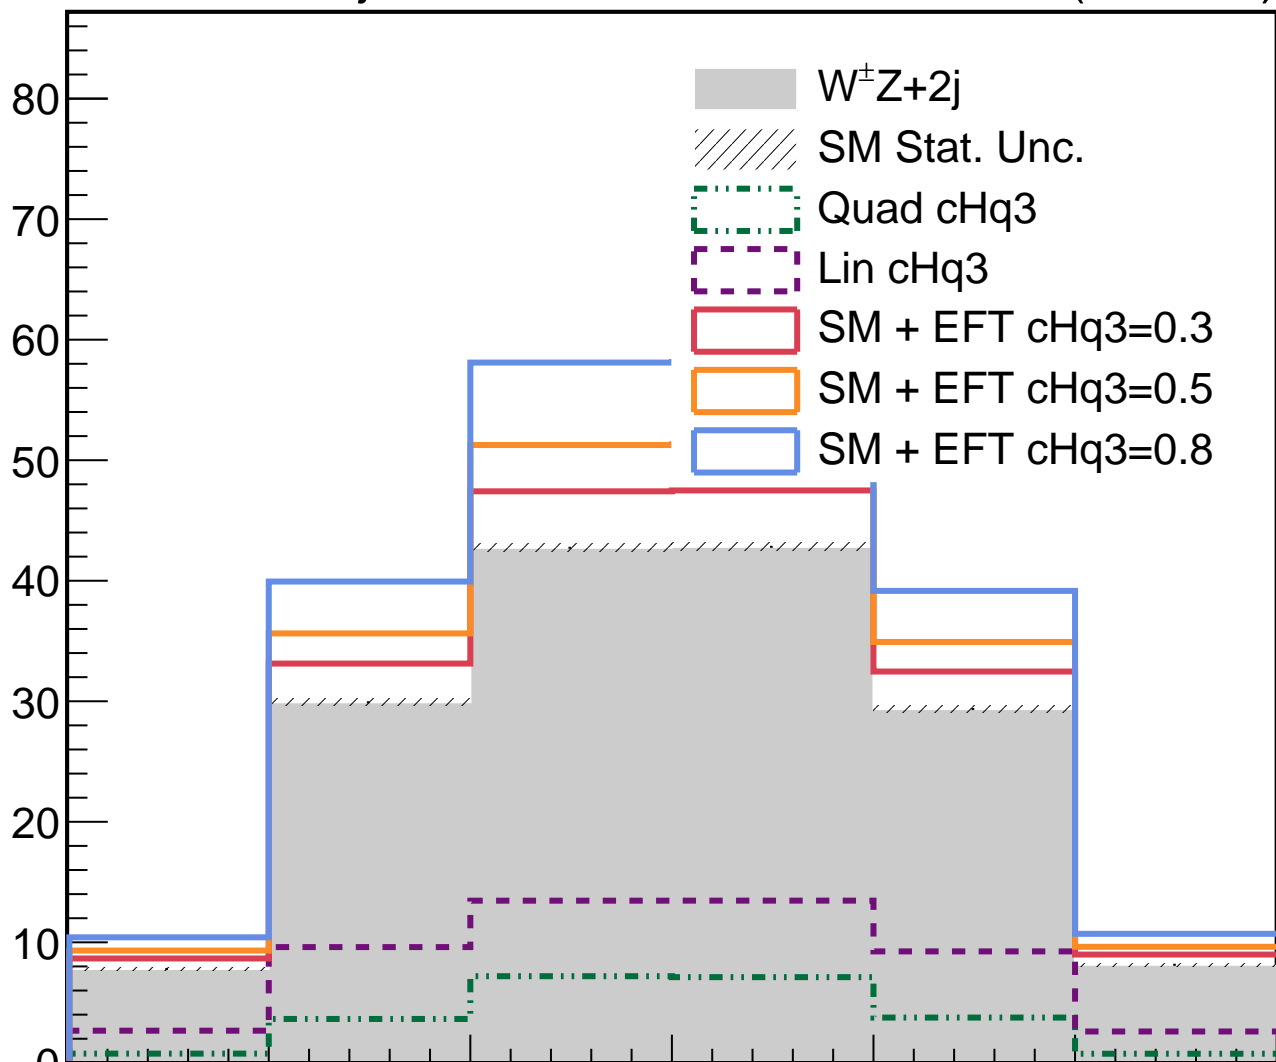 80
70
60
50
40
30
20
10
0
W±Z+2j
SM Stat. Unc.
Quad cHq3
Lin cHq3
SM + EFT cHq3=0.3
SM + EFT cHq3=0.5
SM + EFT cHq3=0.8